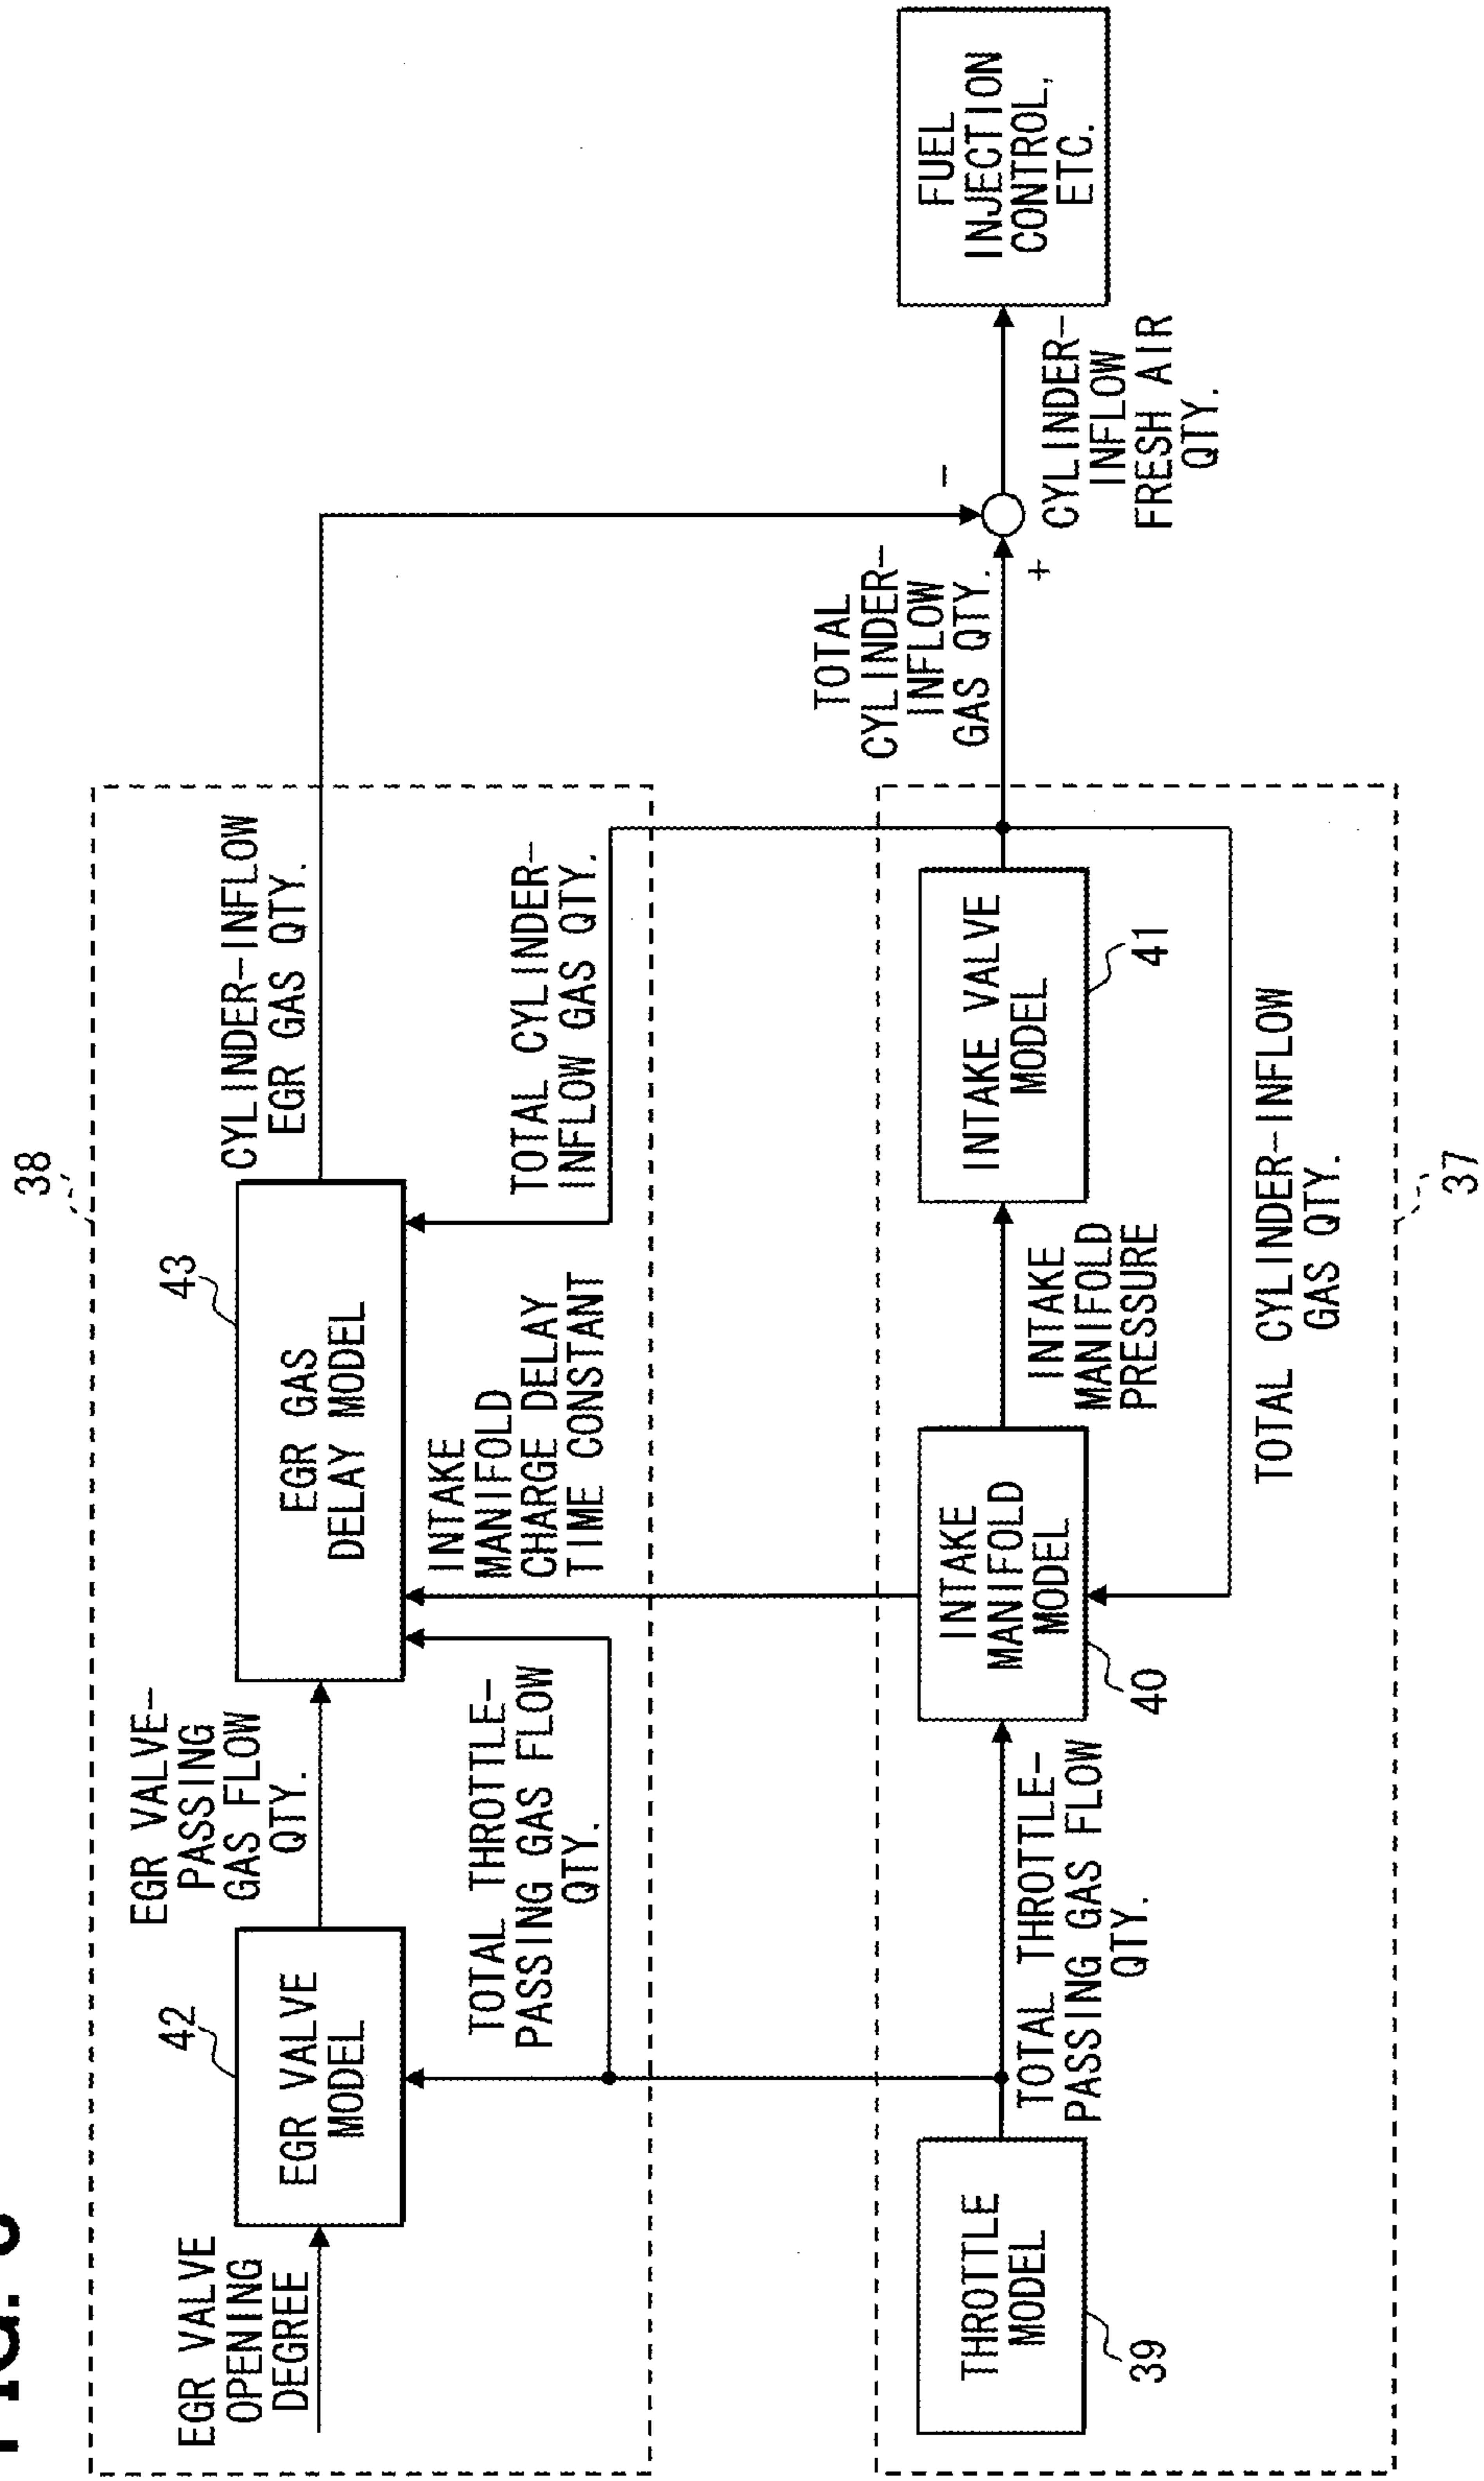 38
EGR VALVE
OPENING
DEGREE
42
EGR VALVE
MODEL
EGR VALVE–
PASSING
GAS FLOW
QTY.
43
EGR GAS
DELAY MODEL
CYLINDER–INFLOW
EGR GAS QTY.
TOTAL THROTTLE–
PASSING GAS FLOW
QTY.
INTAKE
MANIFOLD
CHARGE DELAY
TIME CONSTANT
TOTAL CYLINDER–
INFLOW GAS QTY.
THROTTLE
MODEL
39
TOTAL THROTTLE–
PASSING GAS FLOW
QTY.
INTAKE
MANIFOLD
MODEL
40
INTAKE
MANIFOLD
PRESSURE
INTAKE VALVE
MODEL
41
TOTAL CYLINDER–INFLOW
GAS QTY.
37
TOTAL
CYLINDER–
INFLOW
GAS QTY.
+
–
CYLINDER–
INFLOW
FRESH AIR
QTY.
FUEL
INJECTION
CONTROL,
ETC.